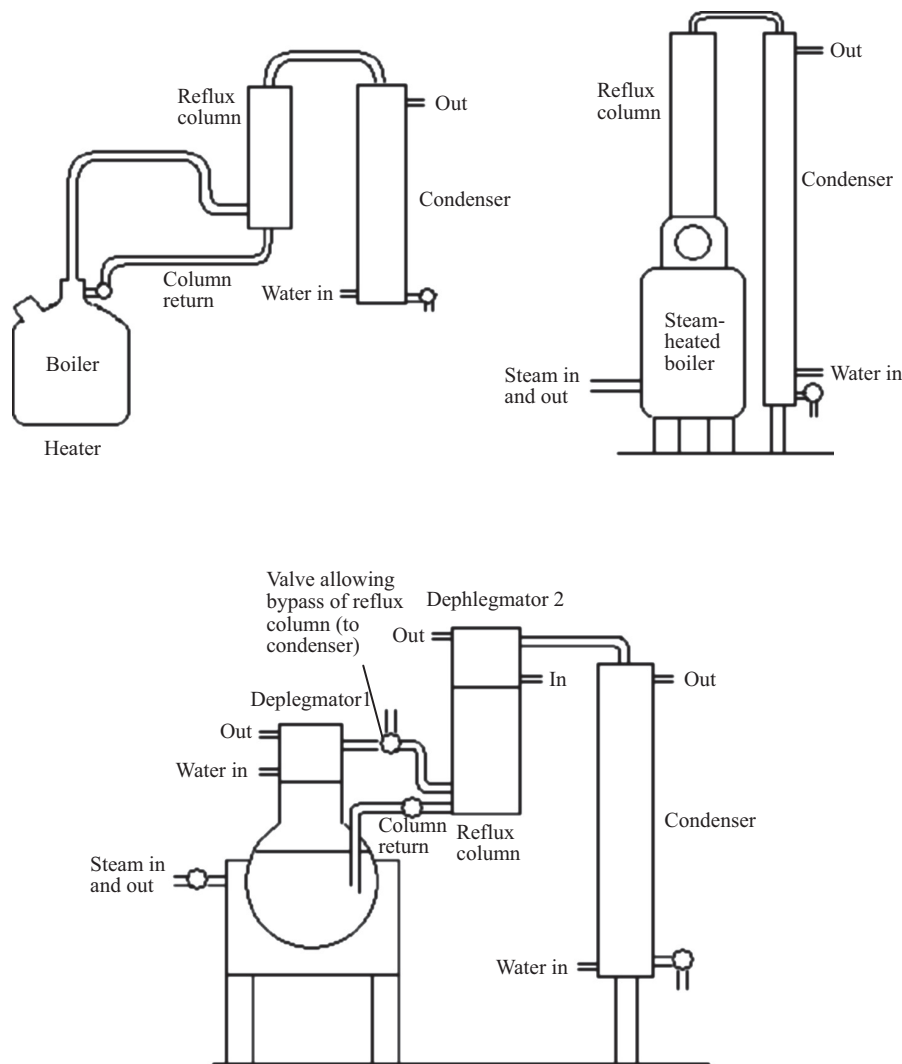 Reflux
column
Out
Condenser
Column
return
Water in
Boiler
Heater
Out
Reflux
column
Condenser
Steam-
heated
boiler
Steam in
and out
Water in
Valve allowing
bypass of reflux
column (to
condenser)
Dephlegmator 2
Out
In
Out
Deplegmator1
Out
Water in
Column
return
Reflux
column
Condenser
Steam in
and out
Water in